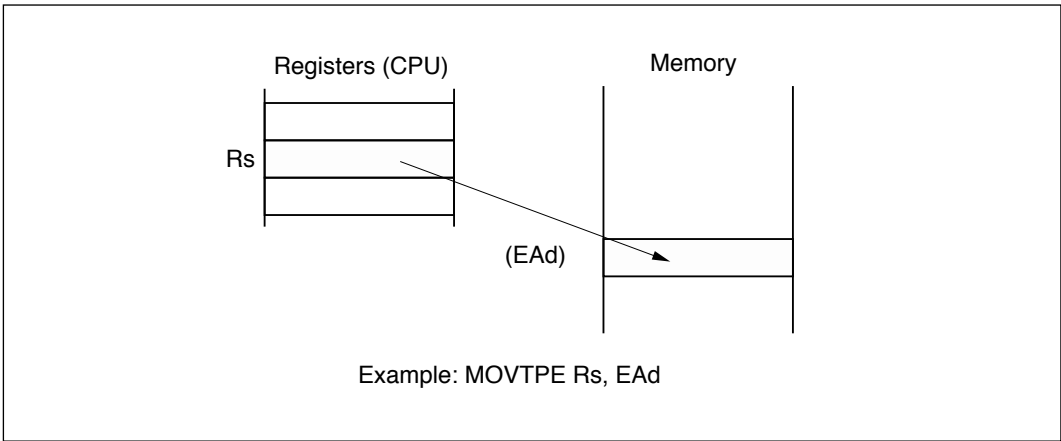 Registers (CPU)
Memory
Rs
(EAd)
Example: MOVTPE Rs, EAd